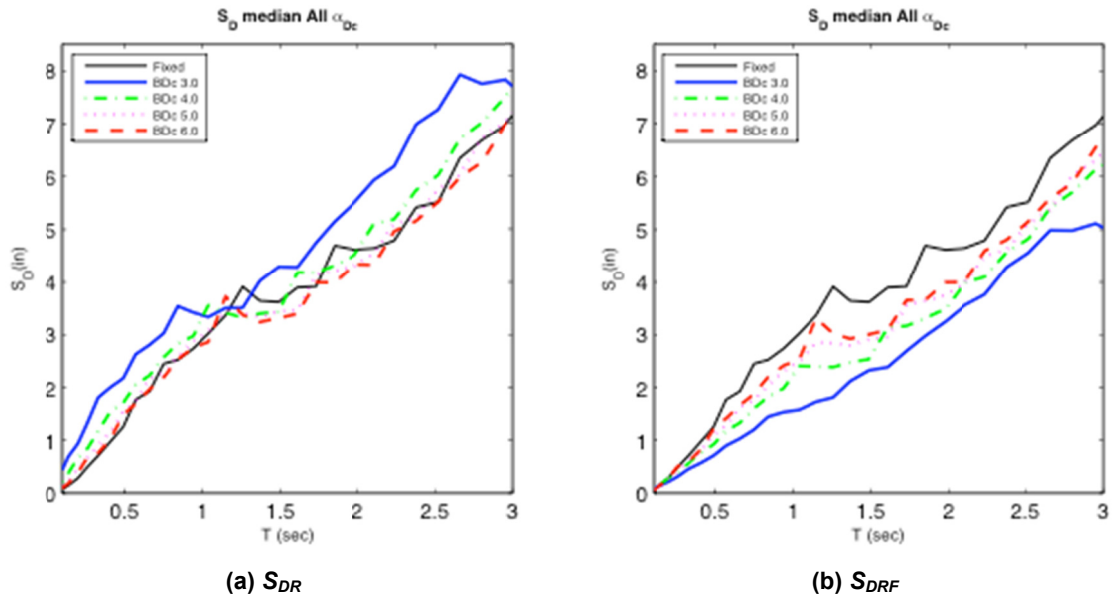 S_D median All α_Dc
Fixed
BDc 3.0
BDc 4.0
BDc 5.0
BDc 6.0
S_D(in)
8
7
6
5
4
3
2
1
0
0.5 1 1.5 2 2.5 3
T (sec)
(a) S_DR
S_D median All α_Dc
Fixed
BDc 3.0
BDc 4.0
BDc 5.0
BDc 6.0
S_D(in)
8
7
6
5
4
3
2
1
0
0.5 1 1.5 2 2.5 3
T (sec)
(b) S_DRF